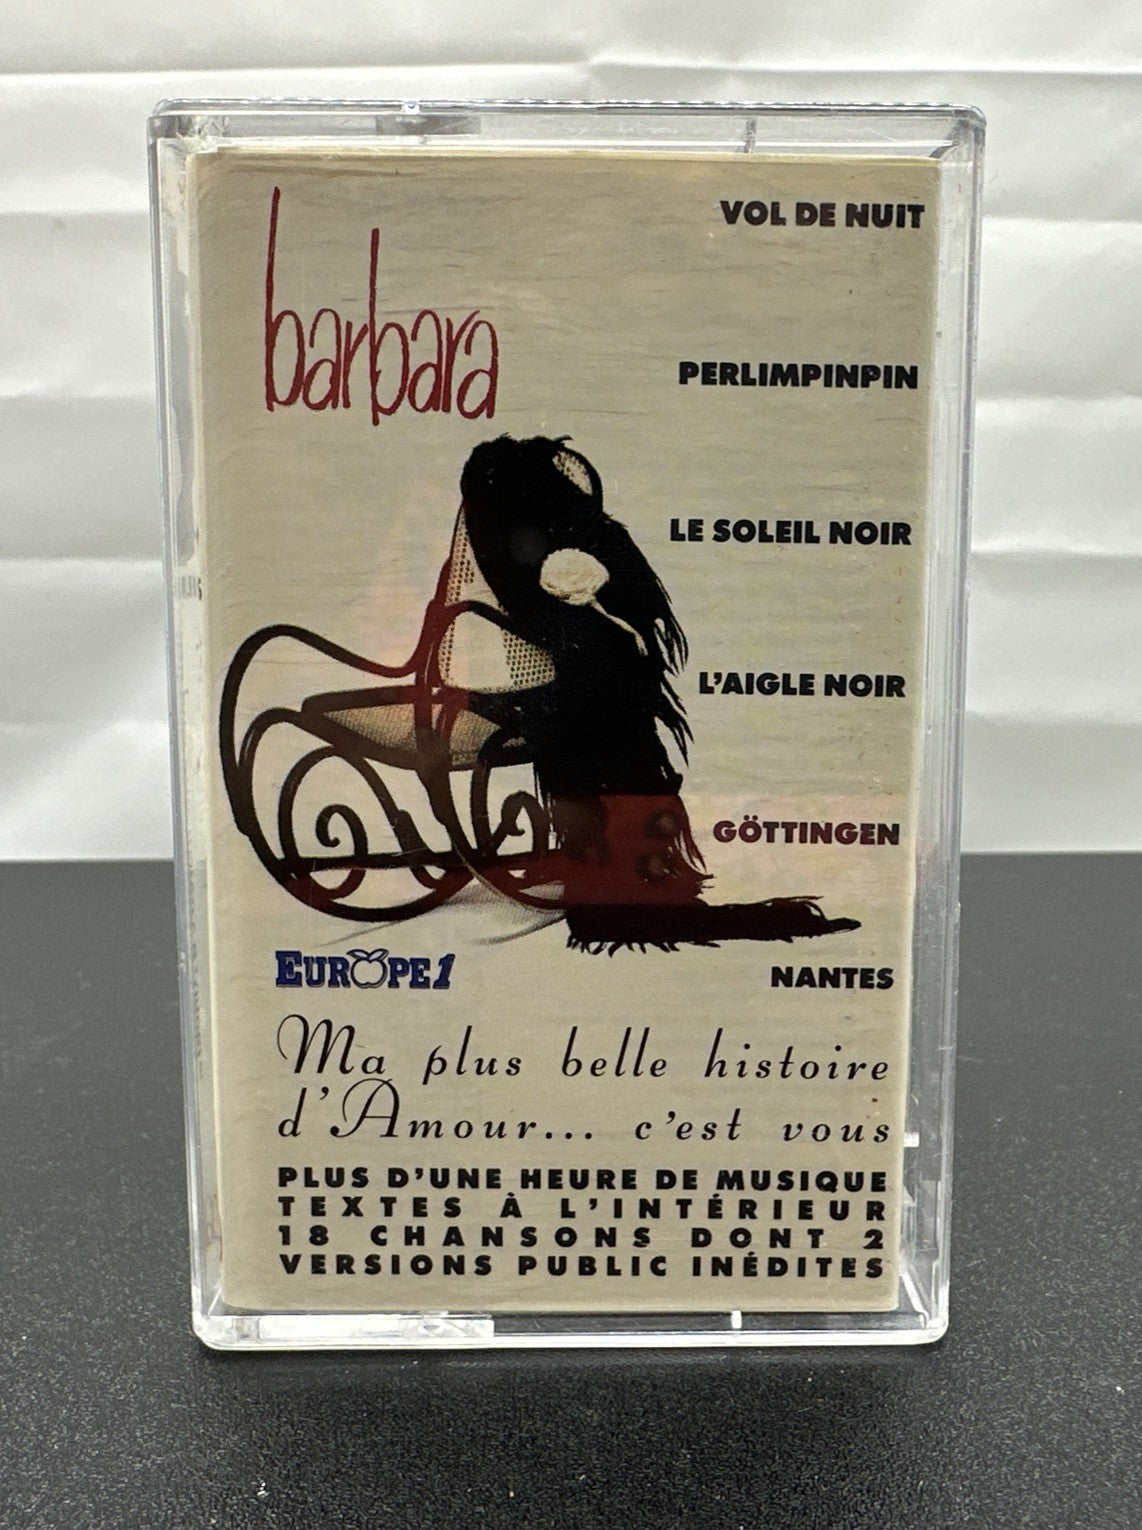 barbara
VOL DE NUIT
PERLIMPINPIN
LE SOLEIL NOIR
L'AIGLE NOIR
GÖTTINGEN
NANTES
EUROPE 1
Ma plus belle histoire
d'Amour... c'est vous
PLUS D'UNE HEURE DE MUSIQUE
TEXTES À L'INTÉRIEUR
18 CHANSONS DONT 2
VERSIONS PUBLIC INÉDITES